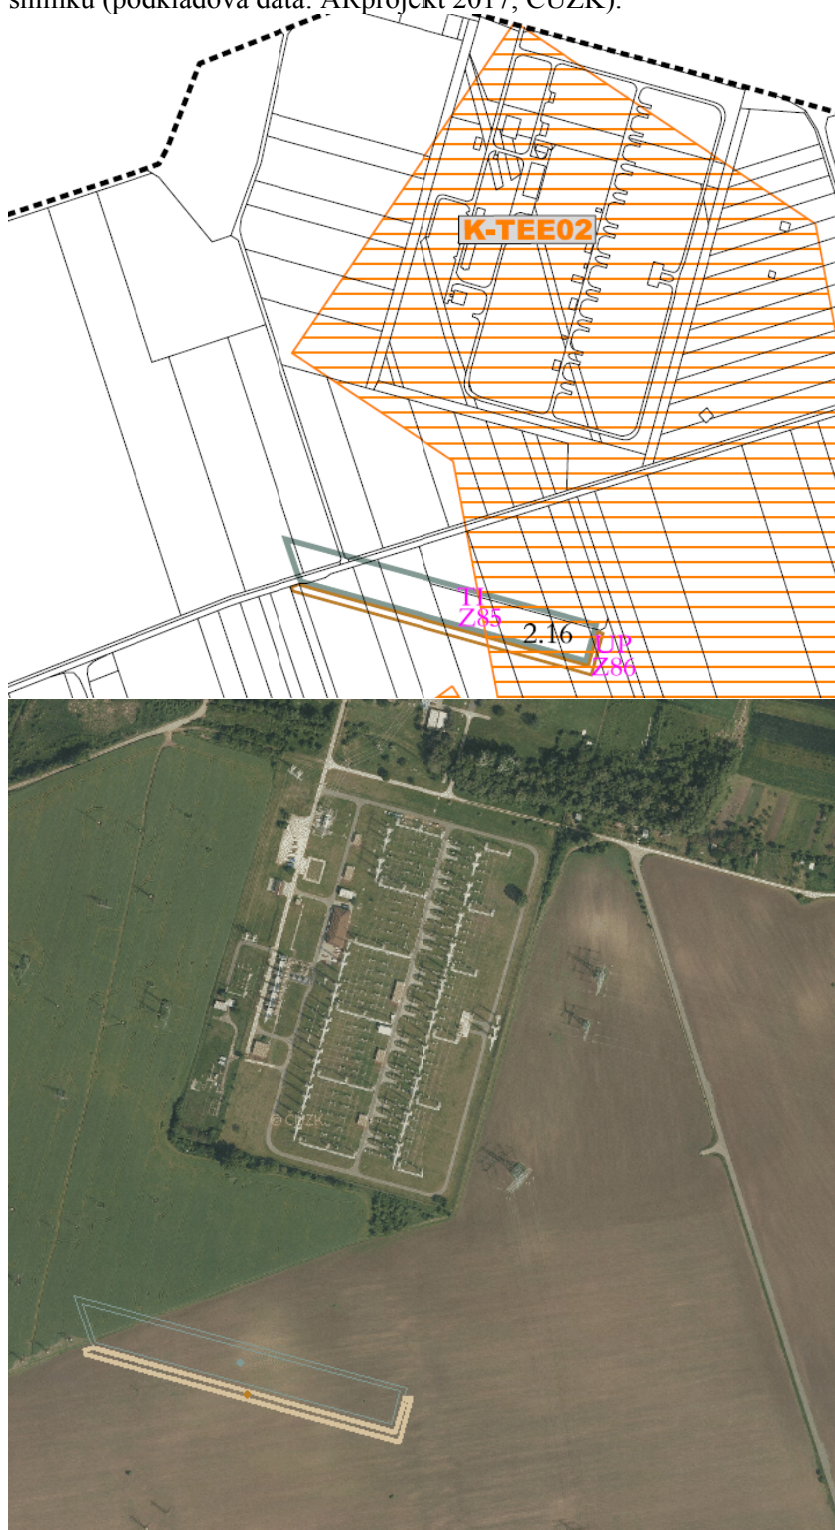 snímku (podkladová data: ARprojekt 2017, ČÚZK).
K-TEE02
TI
Z85
2.16
UP
Z86
© ČÚZK